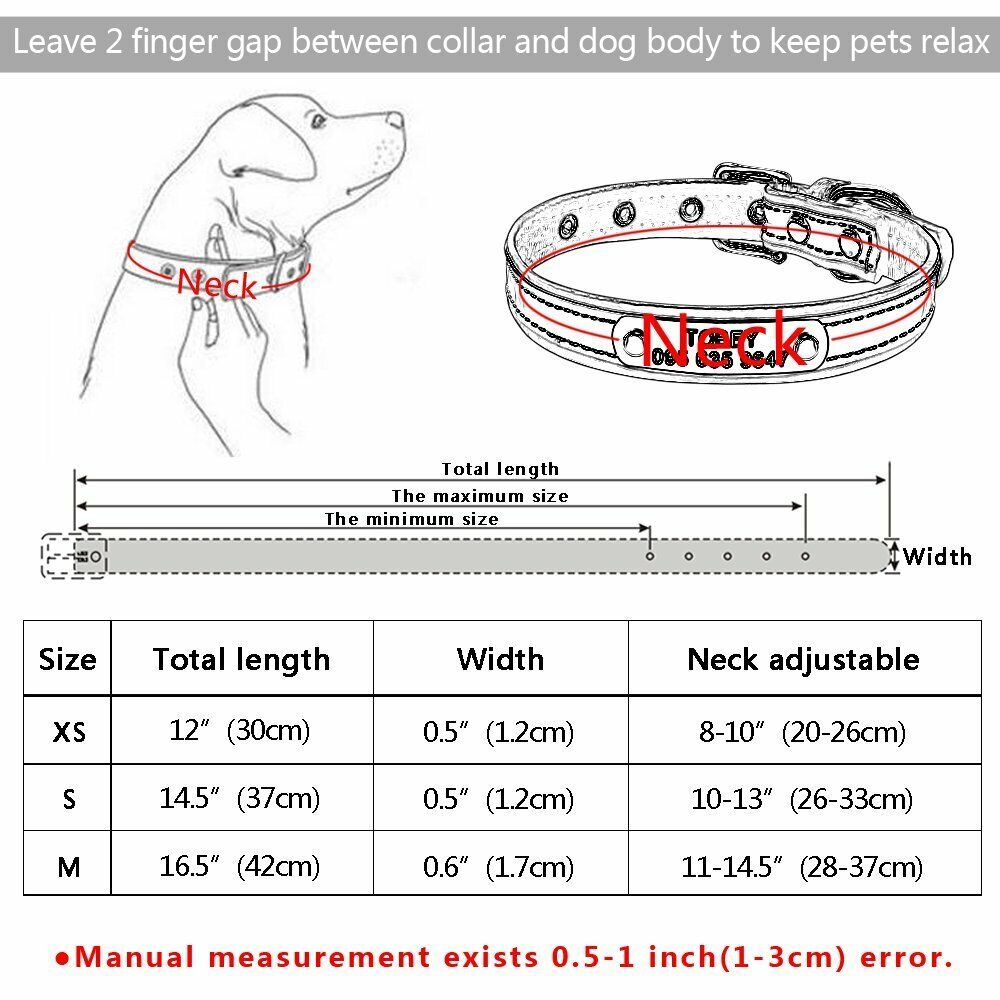 Leave 2 finger gap between collar and dog body to keep pets relax
Neck
Neck
Total length
The maximum size
The minimum size
Width
Size Total length Width Neck adjustable
XS 12″ (30cm) 0.5″ (1.2cm) 8-10″ (20-26cm)
S 14.5″ (37cm) 0.5″ (1.2cm) 10-13″ (26-33cm)
M 16.5″ (42cm) 0.6″ (1.7cm) 11-14.5″ (28-37cm)
●Manual measurement exists 0.5-1 inch(1-3cm) error.